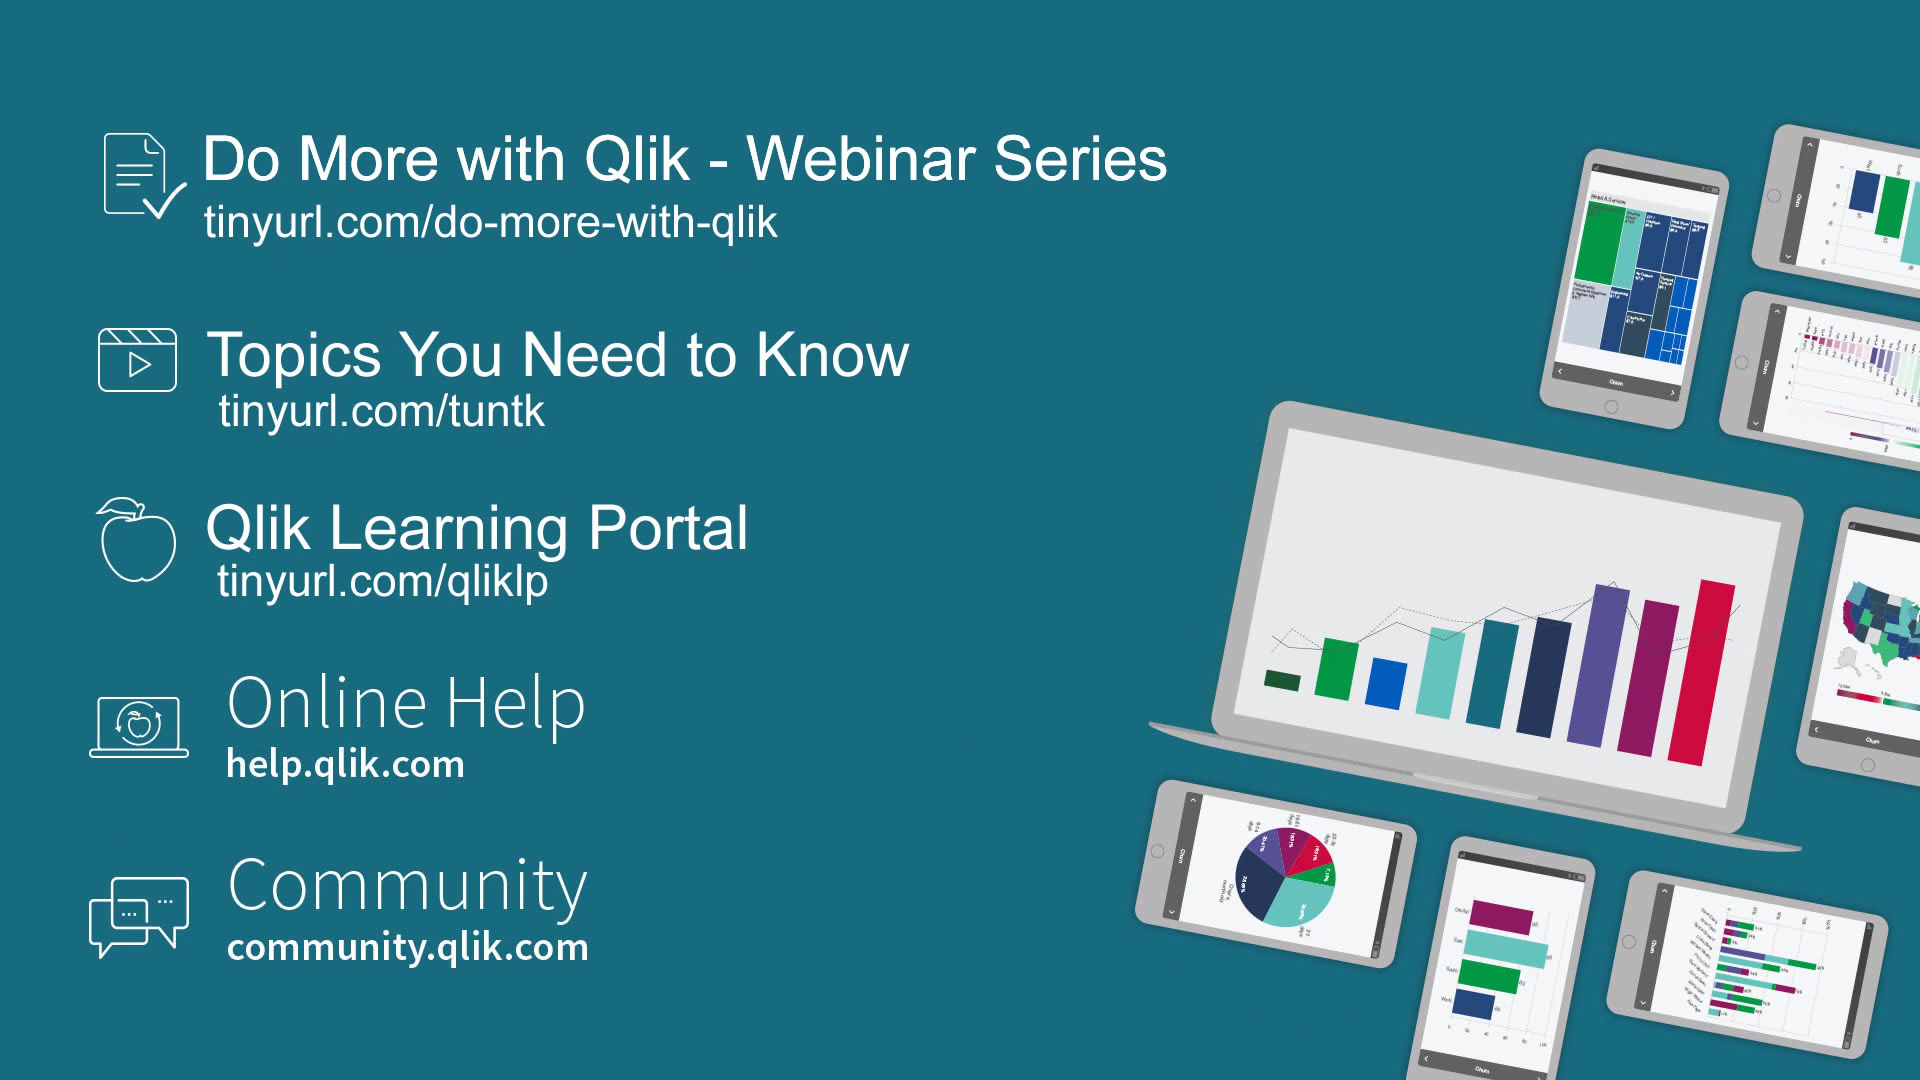 Do More with Qlik - Webinar Series
tinyurl.com/do-more-with-qlik
Topics You Need to Know
tinyurl.com/tuntk
Qlik Learning Portal
tinyurl.com/qliklp
Online Help
help.qlik.com
Community
community.qlik.com